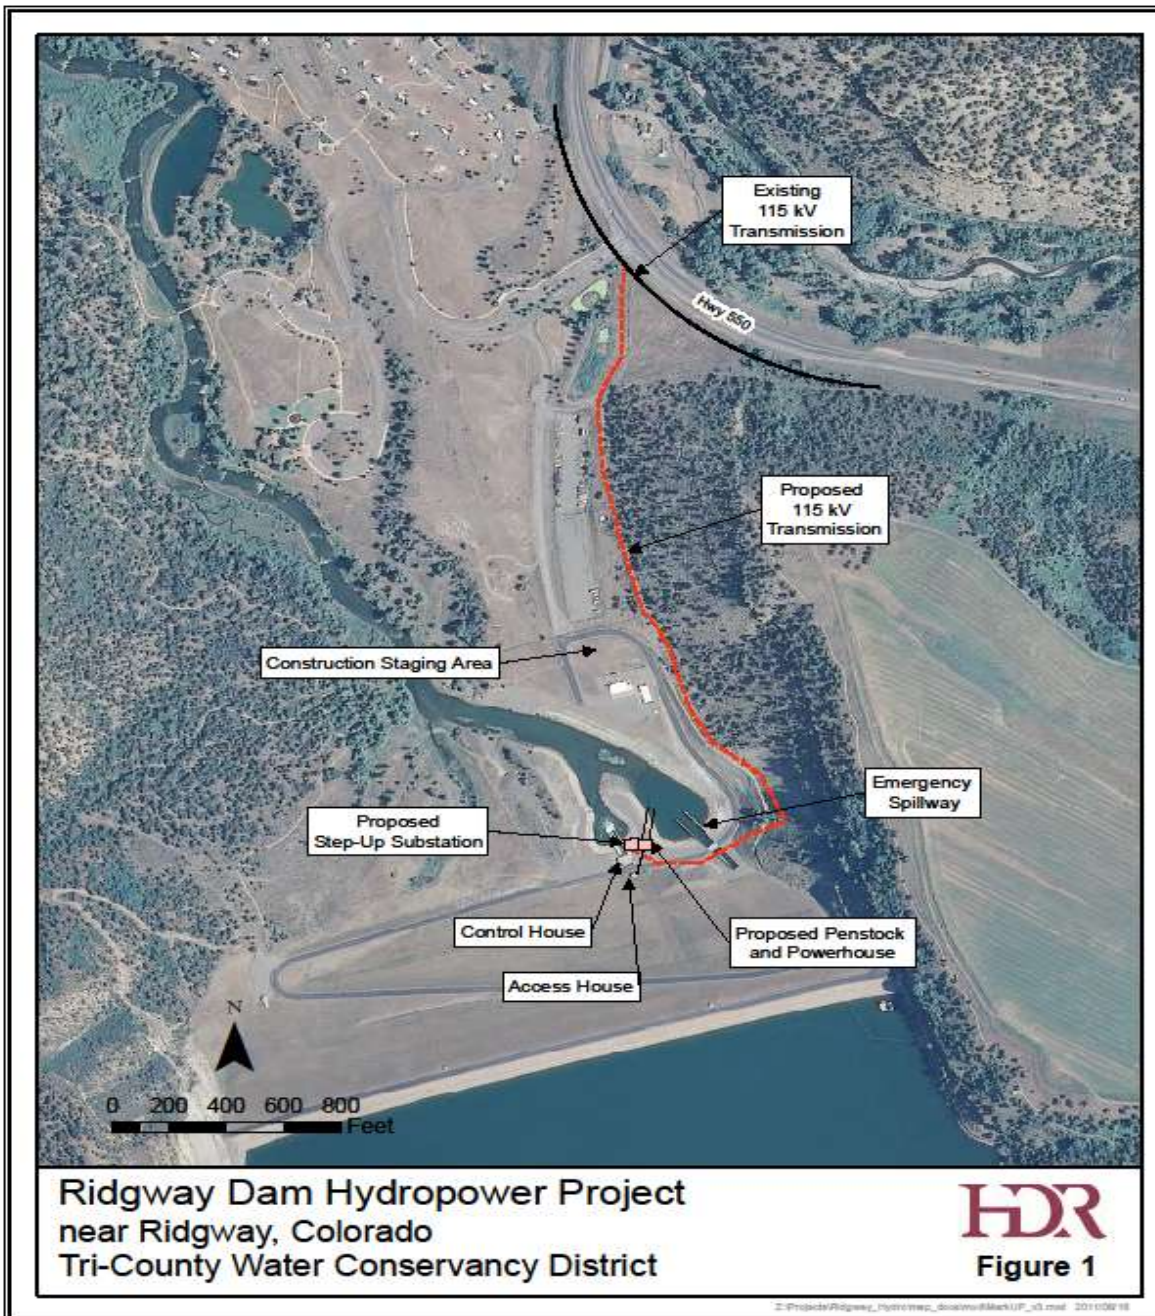 Existing
115 kV
Transmission
Hwy 550
Proposed
115 kV
Transmission
Construction Staging Area
Emergency
Spillway
Proposed
Step-Up Substation
Control House
Proposed Penstock
and Powerhouse
Access House
N
0 200 400 600 800
Feet
Ridgway Dam Hydropower Project
near Ridgway, Colorado
Tri-County Water Conservancy District
HDR
Figure 1